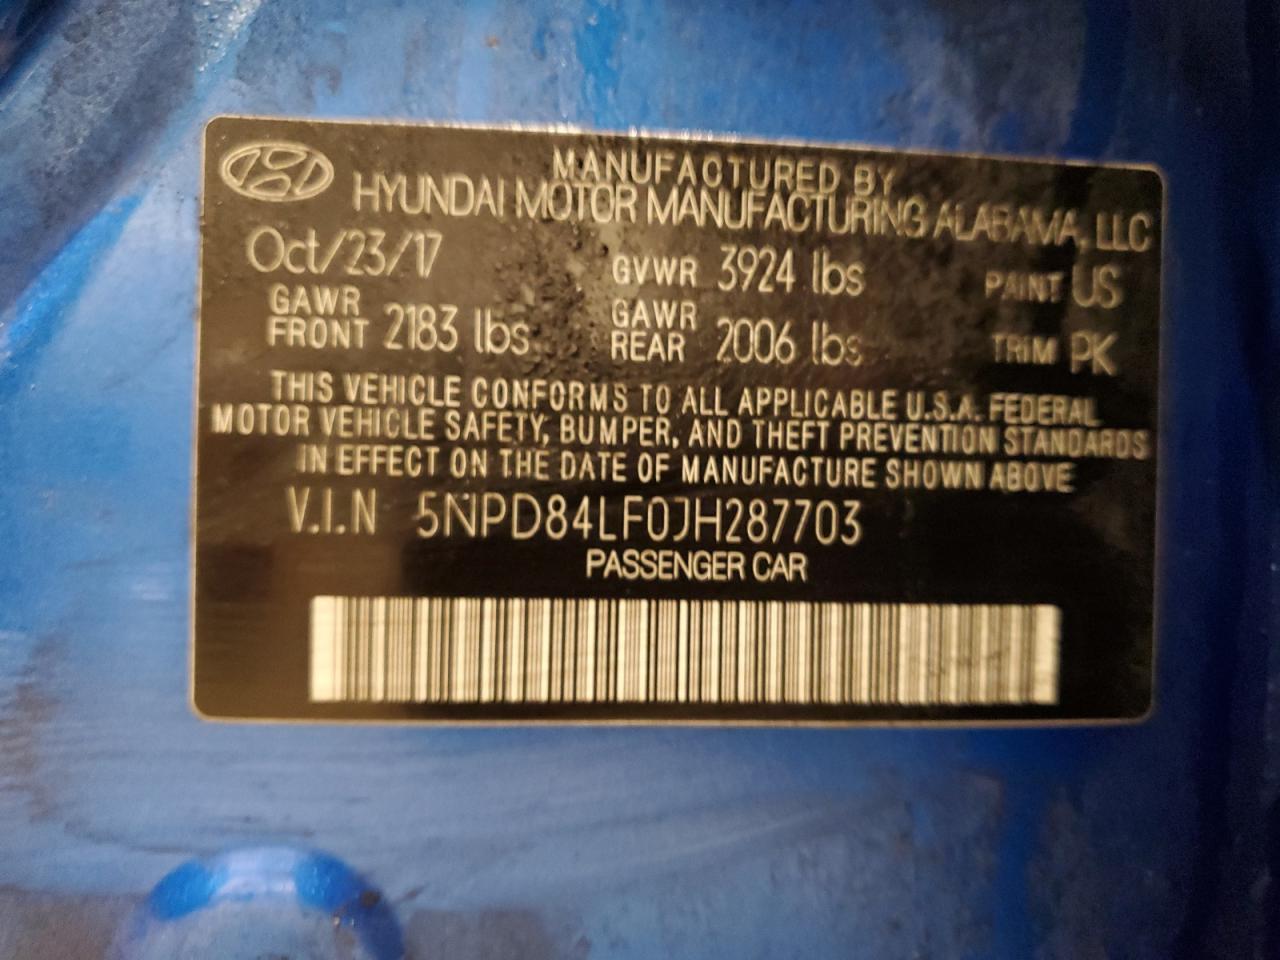 MANUFACTURED BY
HYUNDAI MOTOR MANUFACTURING ALABAMA, LLC
Oct/23/17 GVWR 3924 lbs PAINT US
GAWR FRONT 2183 lbs GAWR REAR 2006 lbs TRIM PK
THIS VEHICLE CONFORMS TO ALL APPLICABLE U.S.A. FEDERAL
MOTOR VEHICLE SAFETY, BUMPER, AND THEFT PREVENTION STANDARDS
IN EFFECT ON THE DATE OF MANUFACTURE SHOWN ABOVE
V.I.N 5NPD84LF0JH287703
PASSENGER CAR